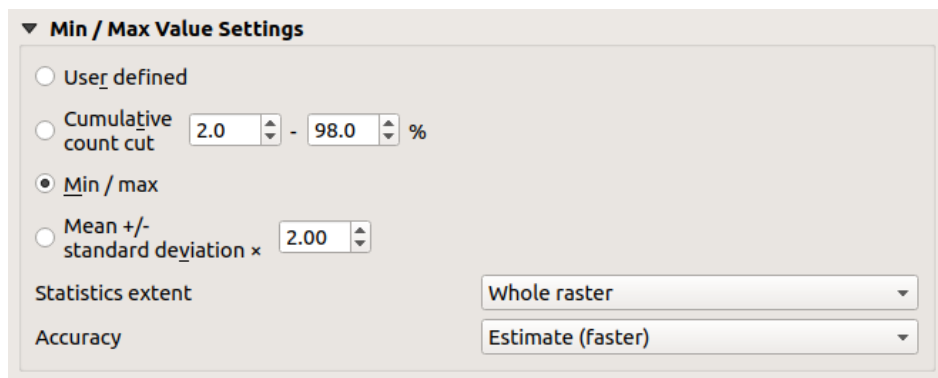 Min / Max Value Settings
User defined
Cumulative
count cut 2.0 - 98.0 %
Min / max
Mean +/-
standard deviation × 2.00
Statistics extent Whole raster
Accuracy Estimate (faster)